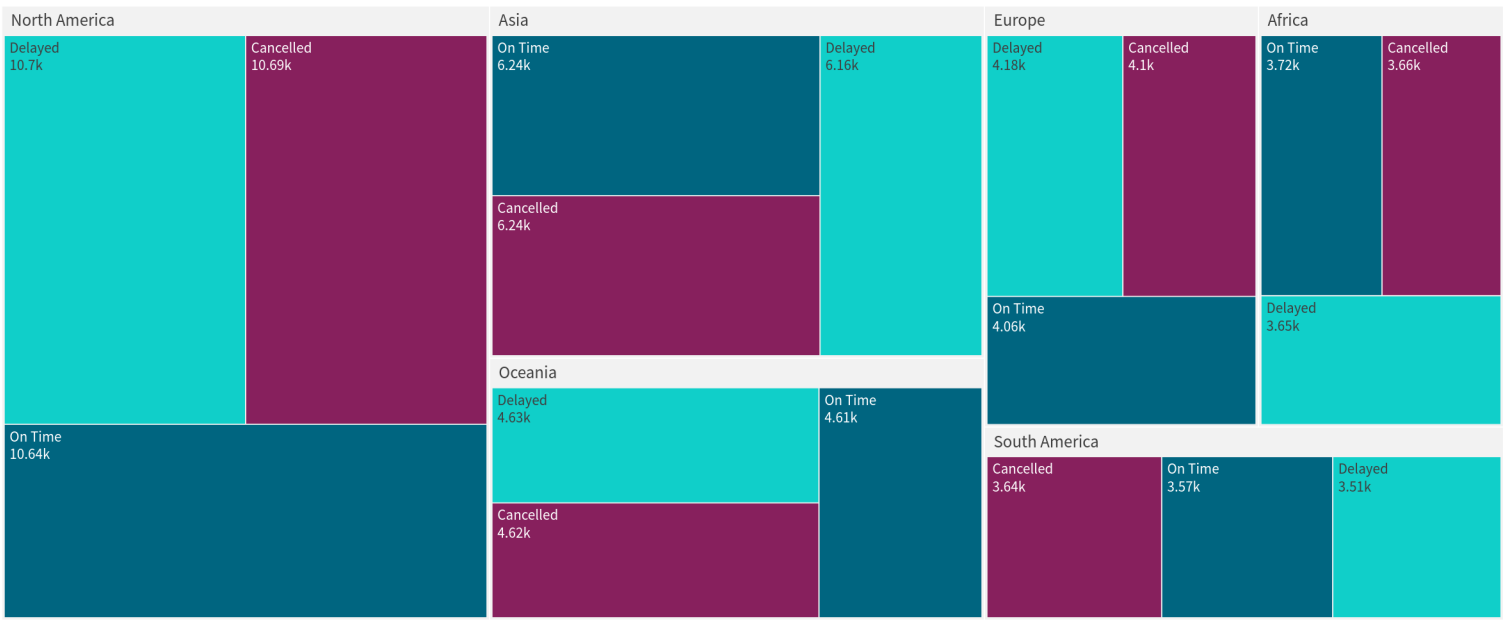 North America
Delayed
10.7k
Cancelled
10.69k
On Time
10.64k
Asia
On Time
6.24k
Cancelled
6.24k
Delayed
6.16k
Oceania
Delayed
4.63k
Cancelled
4.62k
On Time
4.61k
Europe
Delayed
4.18k
Cancelled
4.1k
On Time
4.06k
Africa
On Time
3.72k
Cancelled
3.66k
Delayed
3.65k
South America
Cancelled
3.64k
On Time
3.57k
Delayed
3.51k